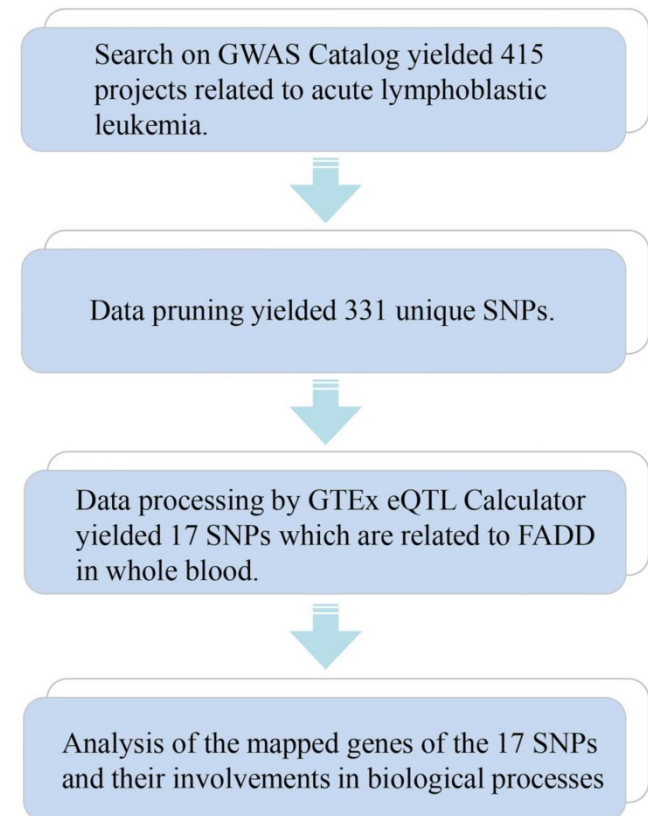 Search on GWAS Catalog yielded 415
projects related to acute lymphoblastic
leukemia.
Data pruning yielded 331 unique SNPs.
Data processing by GTEx eQTL Calculator
yielded 17 SNPs which are related to FADD
in whole blood.
Analysis of the mapped genes of the 17 SNPs
and their involvements in biological processes